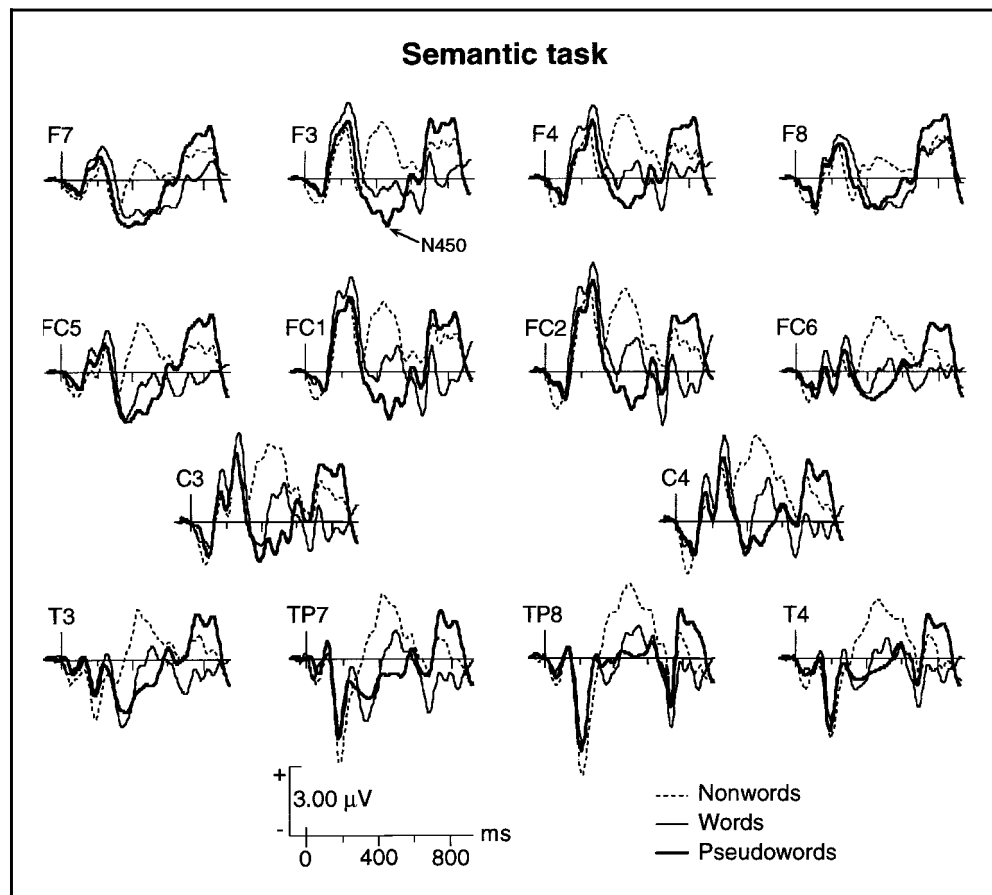 Semantic task
F7 F3 F4 F8
N450
FC5 FC1 FC2 FC6
C3 C4
T3 TP7 TP8 T4
+
3.00 µV
-
ms
0 400 800
Nonwords
Words
Pseudowords